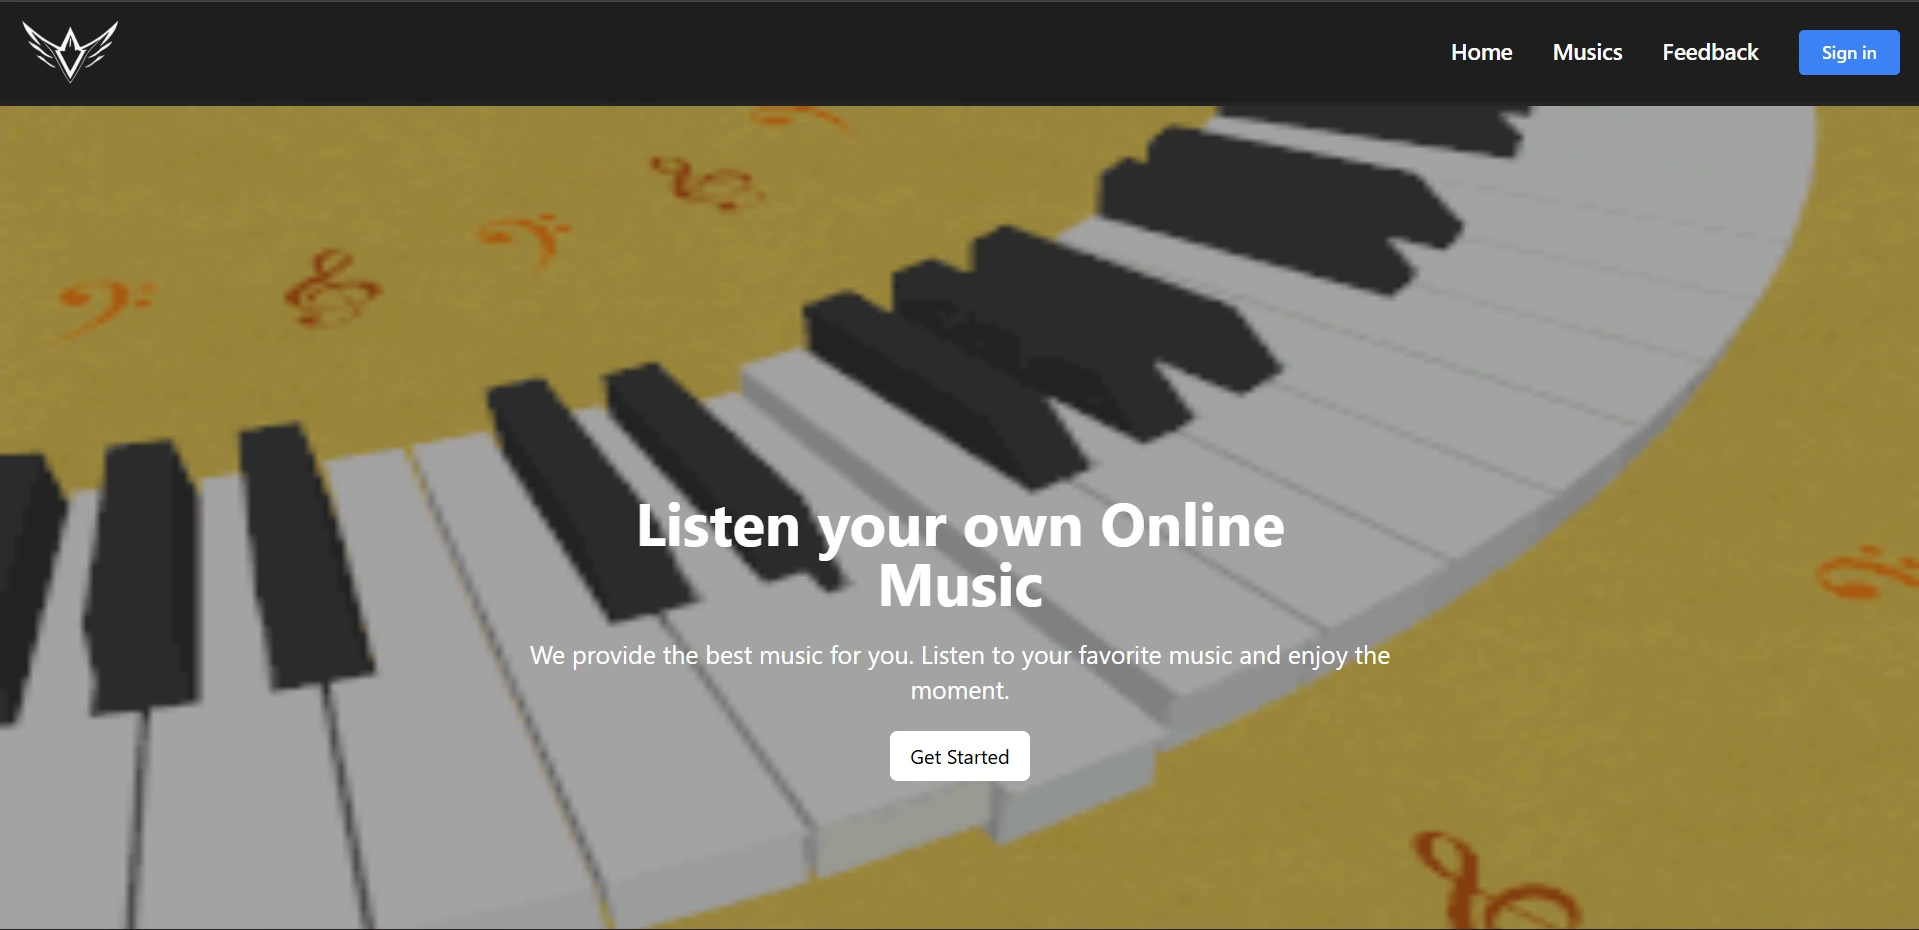 Home Musics Feedback Sign in
Listen your own Online
Music
We provide the best music for you. Listen to your favorite music and enjoy the
moment.
Get Started